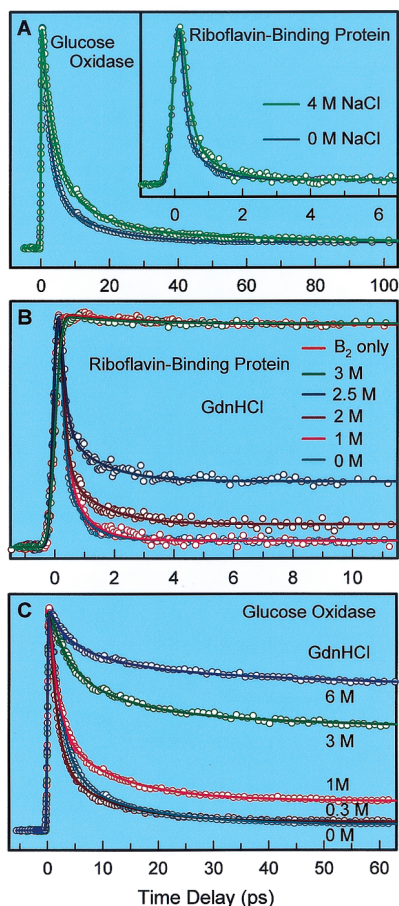 A
Glucose
Oxidase
Riboflavin-Binding Protein
4 M NaCl
0 M NaCl
0 2 4 6
0 20 40 60 80 100
B
B2 only
Riboflavin-Binding Protein
3 M
GdnHCl
2.5 M
2 M
1 M
0 M
0 2 4 6 8 10
C
Glucose Oxidase
GdnHCl
6 M
3 M
1M
0.3 M
0 M
0 10 20 30 40 50 60
Time Delay (ps)